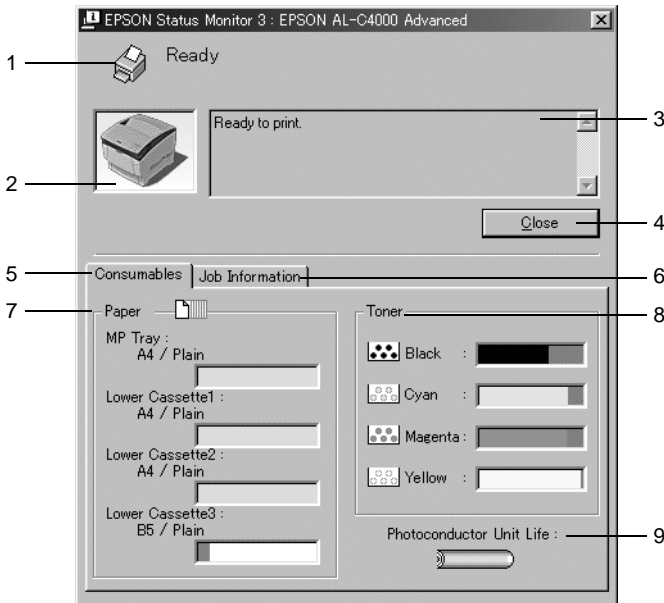 EPSON Status Monitor 3 : EPSON AL-C4000 Advanced
1
Ready
Ready to print.
3
2
Close
4
5
Consumables
Job Information
6
7
Paper
Toner
8
MP Tray :
A4 / Plain
Lower Cassette1 :
A4 / Plain
Lower Cassette2 :
A4 / Plain
Lower Cassette3 :
B5 / Plain
Black :
Cyan :
Magenta :
Yellow :
Photoconductor Unit Life :
9